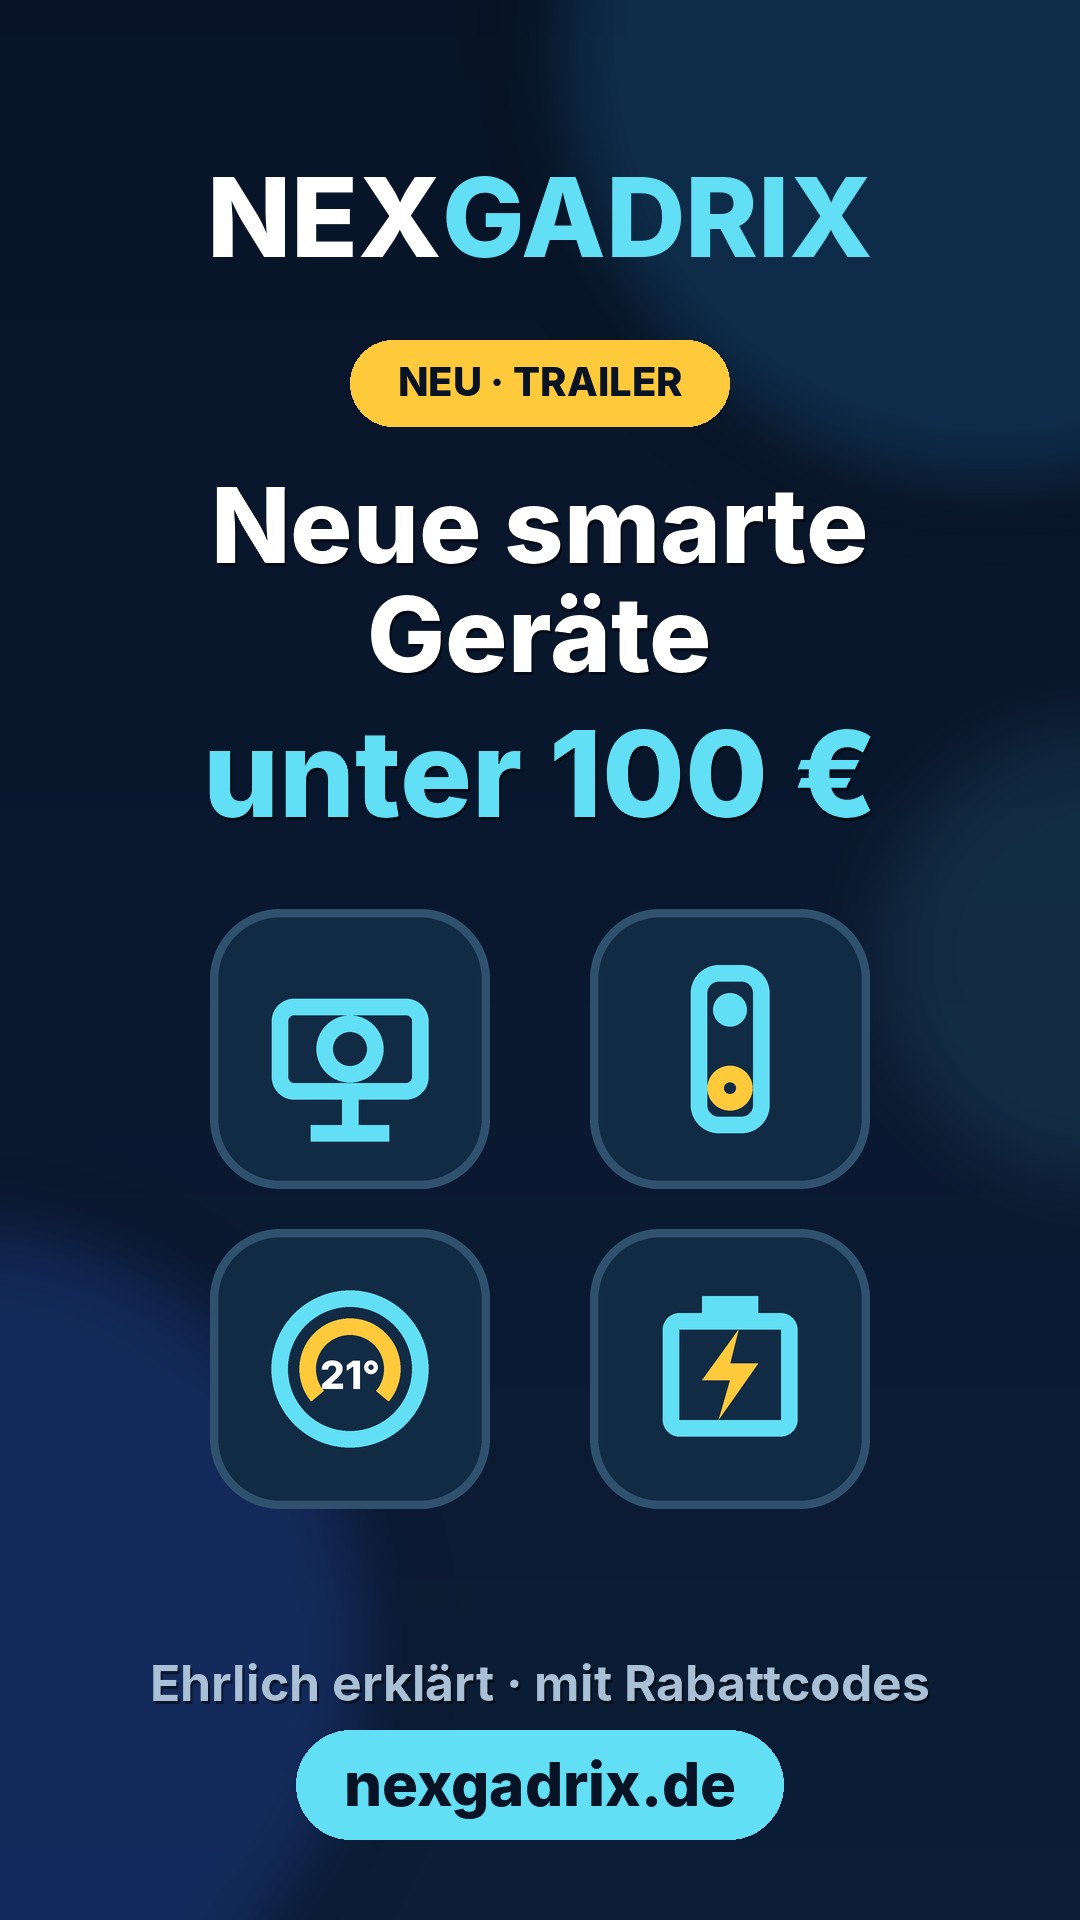 NEXGADRIX
NEU · TRAILER
Neue smarte
Geräte
unter 100 €
21°
Ehrlich erklärt · mit Rabattcodes
nexgadrix.de